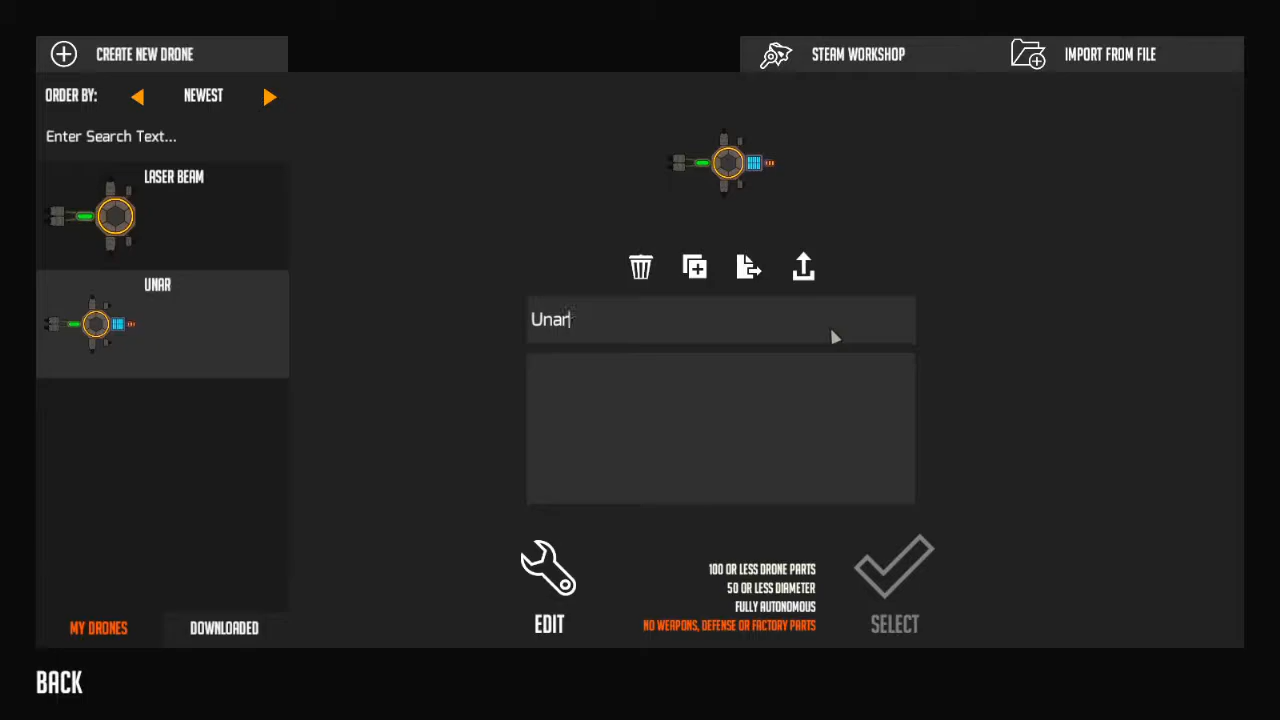 CREATE NEW DRONE
STEAM WORKSHOP
IMPORT FROM FILE
ORDER BY:
NEWEST
Enter Search Text...
LASER BEAM
UNAR
Unar
EDIT
100 OR LESS DRONE PARTS
50 OR LESS DIAMETER
FULLY AUTONOMOUS
NO WEAPONS, DEFENSE OR FACTORY PARTS
SELECT
MY DRONES
DOWNLOADED
BACK